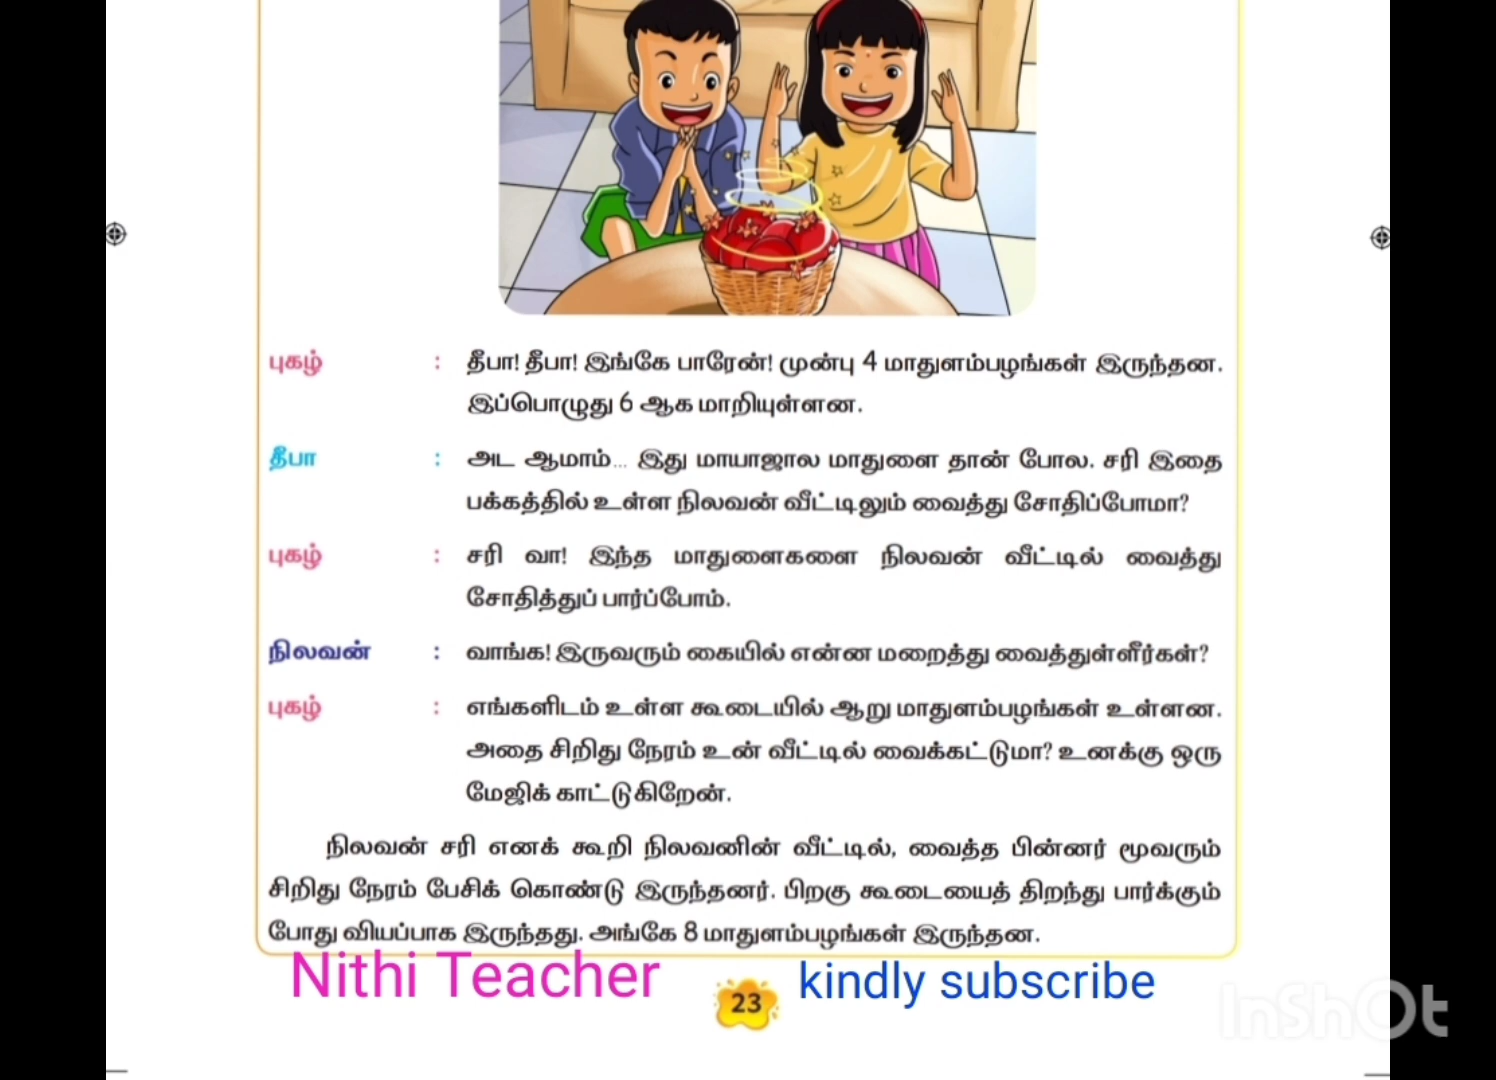 புகழ் : தீபா! தீபா! இங்கே பாரேன்! முன்பு 4 மாதுளம்பழங்கள் இருந்தன.
இப்பொழுது 6 ஆக மாறியுள்ளன.
தீபா : அட ஆமாம்... இது மாயாஜால மாதுளை தான் போல. சரி இதை
பக்கத்தில் உள்ள நிலவன் வீட்டிலும் வைத்து சோதிப்போமா?
புகழ் : சரி வா! இந்த மாதுளைகளை நிலவன் வீட்டில் வைத்து
சோதித்துப் பார்ப்போம்.
நிலவன் : வாங்க! இருவரும் கையில் என்ன மறைத்து வைத்துள்ளீர்கள்?
புகழ் : எங்களிடம் உள்ள கூடையில் ஆறு மாதுளம்பழங்கள் உள்ளன.
அதை சிறிது நேரம் உன் வீட்டில் வைக்கட்டுமா? உனக்கு ஒரு
மேஜிக் காட்டுகிறேன்.
நிலவன் சரி எனக் கூறி நிலவனின் வீட்டில், வைத்த பின்னர் மூவரும்
சிறிது நேரம் பேசிக் கொண்டு இருந்தனர். பிறகு கூடையைத் திறந்து பார்க்கும்
போது வியப்பாக இருந்தது. அங்கே 8 மாதுளம்பழங்கள் இருந்தன.
Nithi Teacher
23
kindly subscribe
InShOt